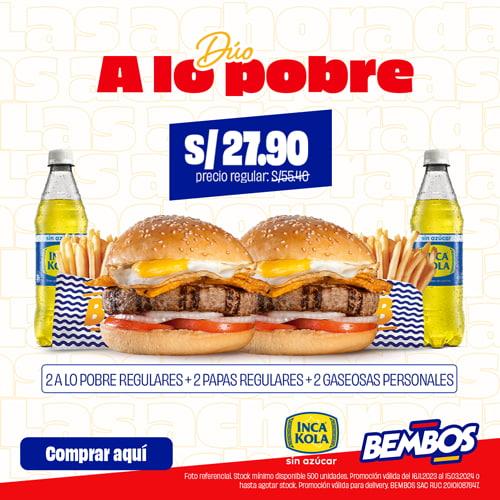 Dúo
A lo pobre
S/ 27.90
precio regular: S/55.40
sin azúcar
INCA
KOLA
sin azúcar
INCA
KOLA
2 A LO POBRE REGULARES + 2 PAPAS REGULARES + 2 GASEOSAS PERSONALES
Comprar aquí
INCA
KOLA
sin azúcar
BEMBOS
Foto referencial. Stock mínimo disponible 500 unidades. Promoción válida del 16.11.2023 al 15.03.2024 o
hasta agotar stock. Promoción válida para delivery. BEMBOS SAC RUC 20101087647.